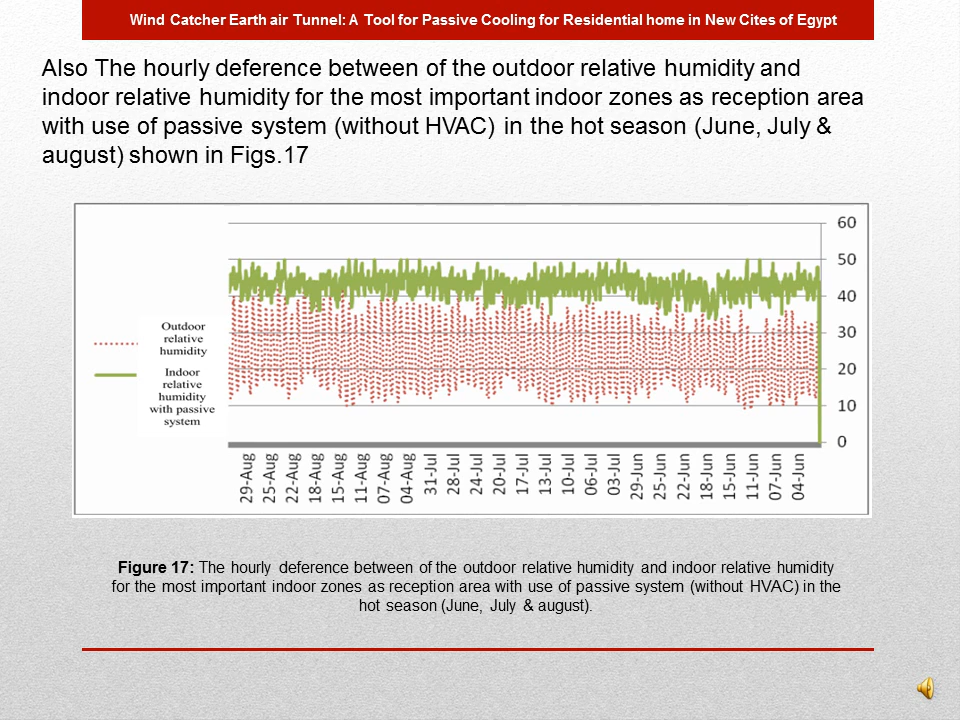 Wind Catcher Earth air Tunnel: A Tool for Passive Cooling for Residential home in New Cites of Egypt
Also The hourly deference between of the outdoor relative humidity and
indoor relative humidity for the most important indoor zones as reception area
with use of passive system (without HVAC) in the hot season (June, July &
august) shown in Figs.17
60
50
40
30
20
10
0
Outdoor
relative
humidity
Indoor
relative
humidity
with passive
system
29-Aug
25-Aug
22-Aug
18-Aug
15-Aug
11-Aug
07-Aug
04-Aug
31-Jul
28-Jul
24-Jul
20-Jul
17-Jul
13-Jul
10-Jul
06-Jul
03-Jul
29-Jun
25-Jun
22-Jun
18-Jun
15-Jun
11-Jun
07-Jun
04-Jun
Figure 17: The hourly deference between of the outdoor relative humidity and indoor relative humidity
for the most important indoor zones as reception area with use of passive system (without HVAC) in the
hot season (June, July & august).